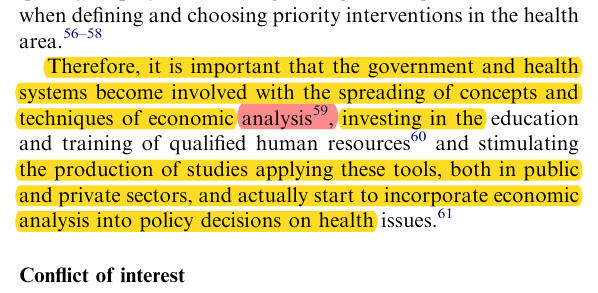 when defining and choosing priority interventions in the health
area.56–58
Therefore, it is important that the government and health
systems become involved with the spreading of concepts and
techniques of economic analysis59, investing in the education
and training of qualified human resources60 and stimulating
the production of studies applying these tools, both in public
and private sectors, and actually start to incorporate economic
analysis into policy decisions on health issues.61
Conflict of interest